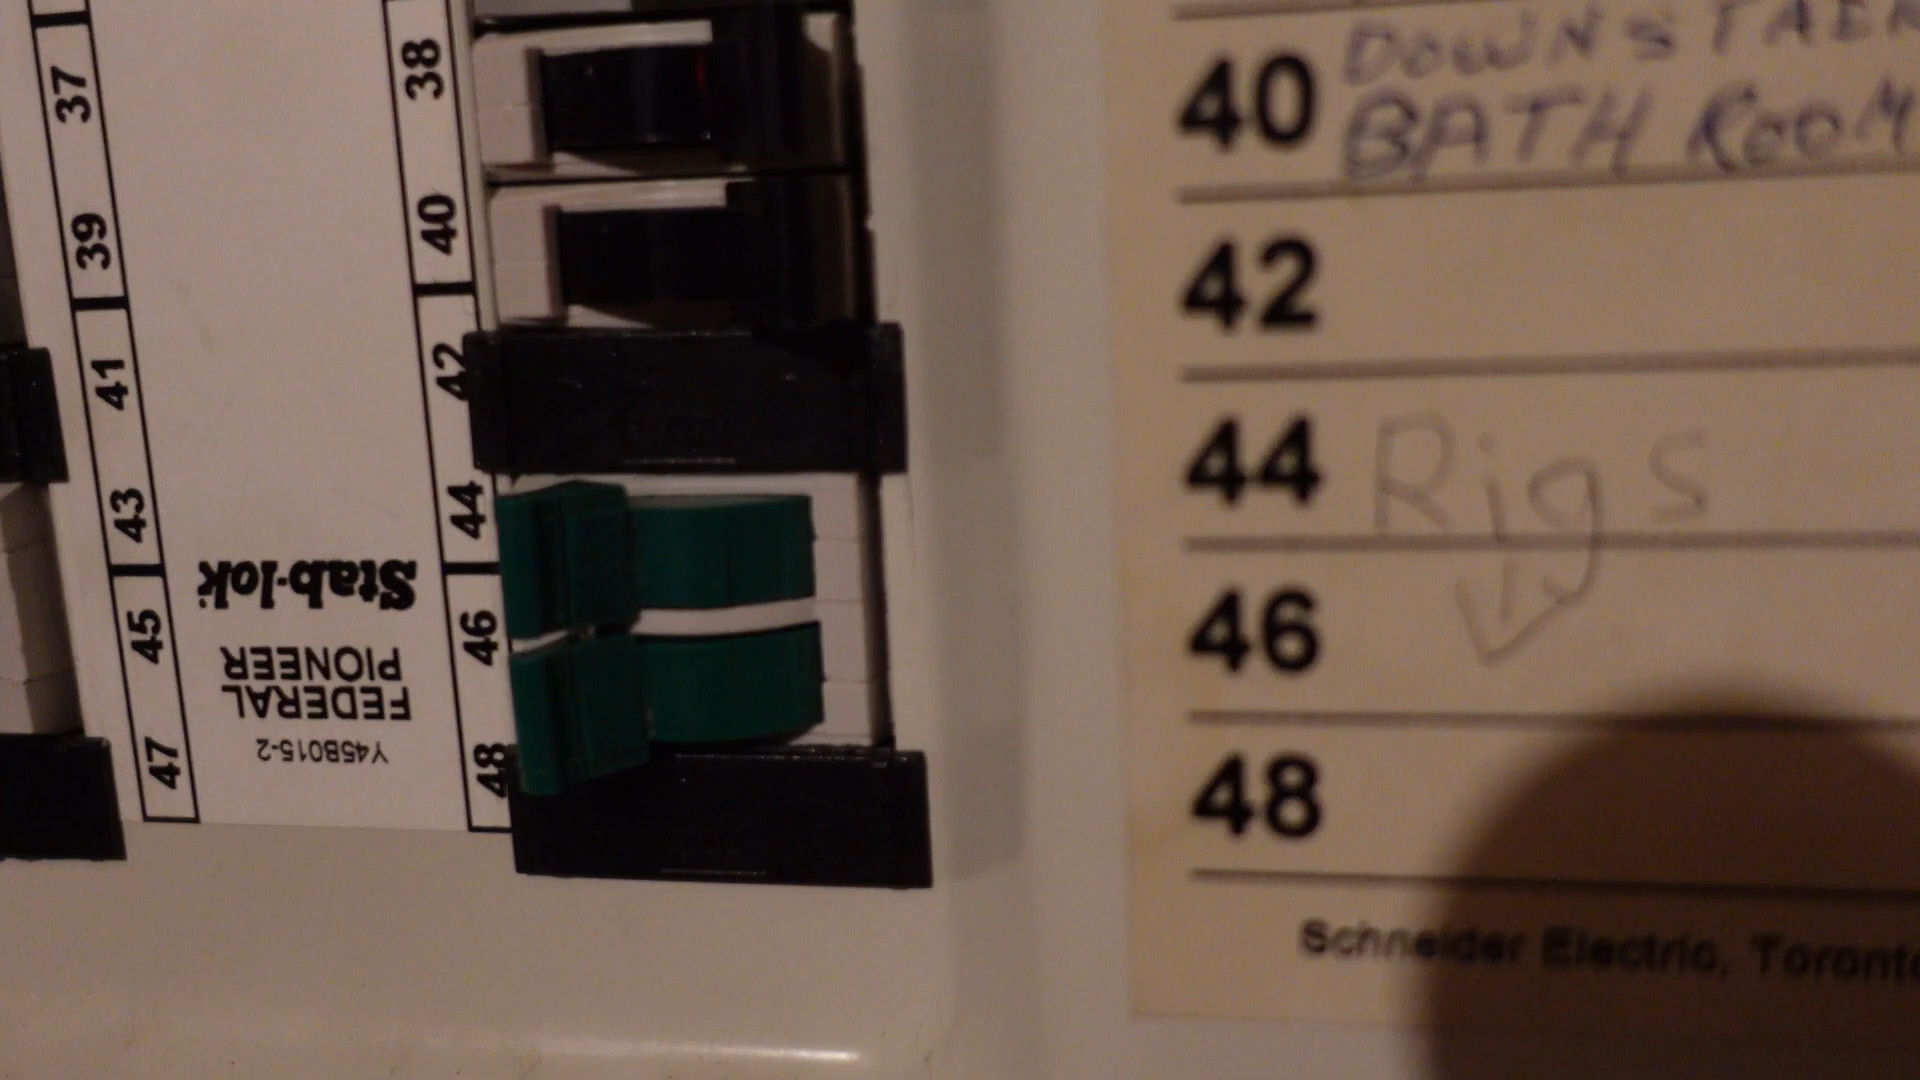 37
39
41
43
45
47
38
40
42
44
46
48
Stab-lok
FEDERAL
PIONEER
Y45B015-2
40
BATH ROOM
42
44 Rigs
46
48
Schneider Electric,